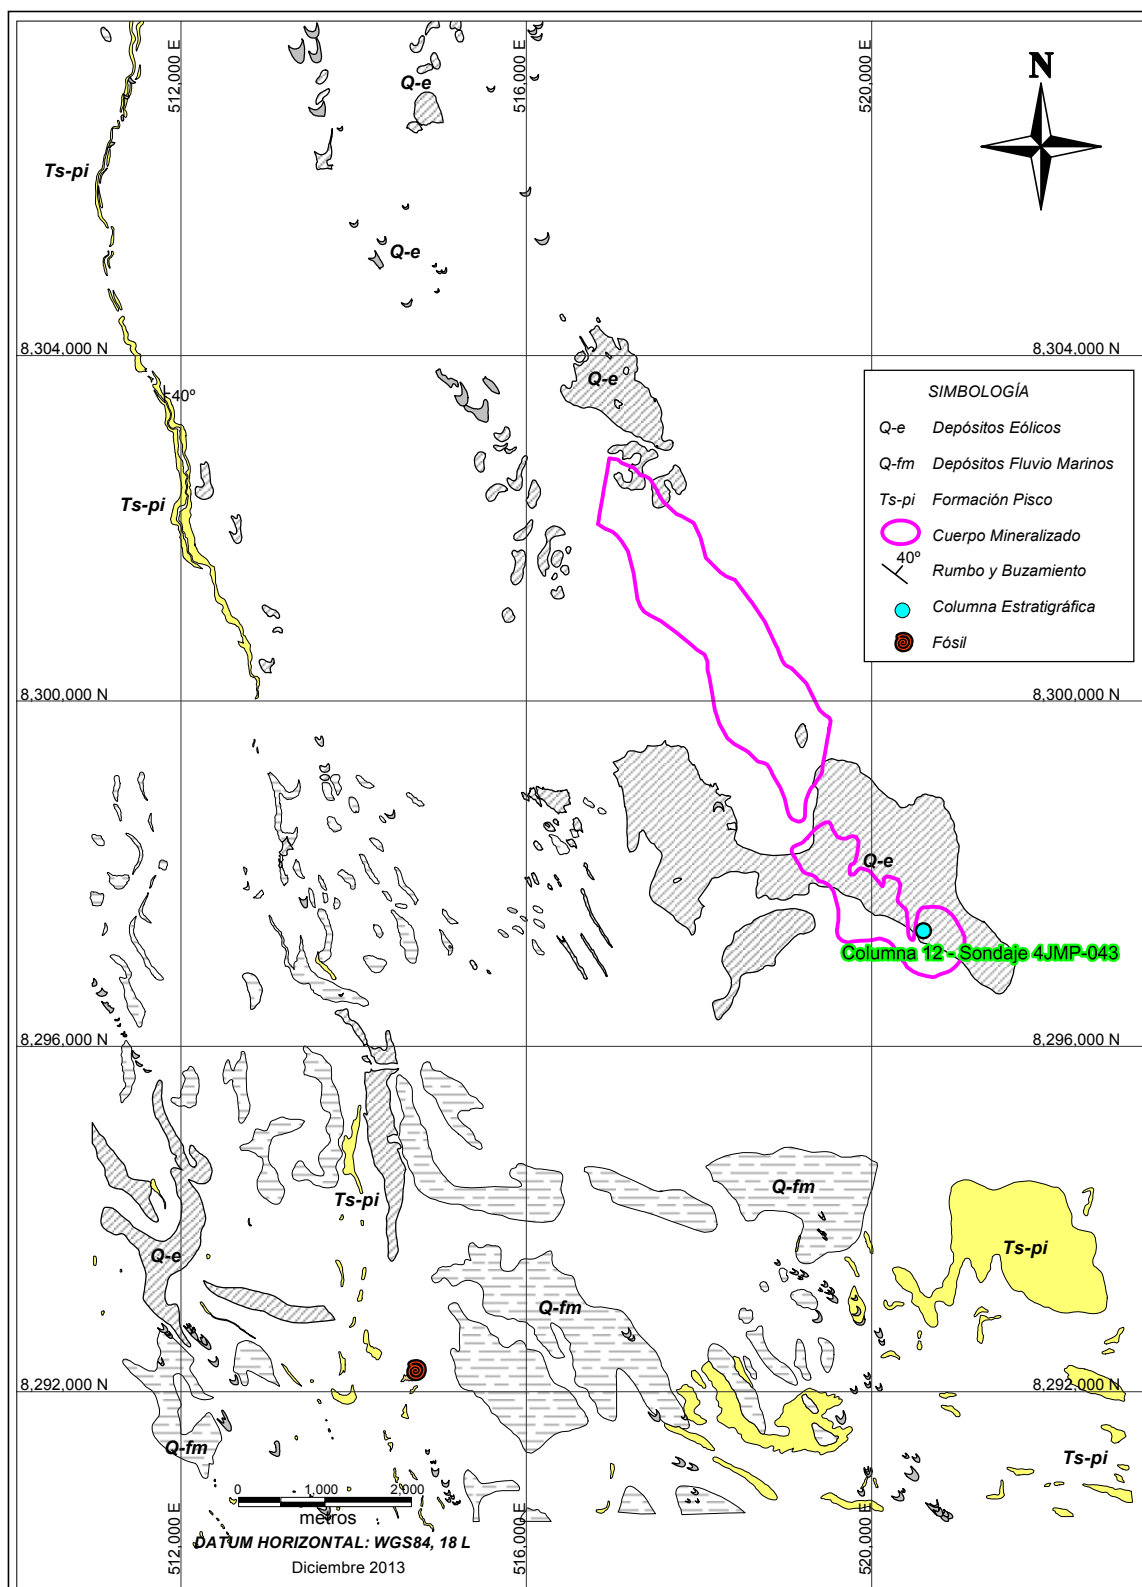 512,000 E
516,000 E
520,000 E
N
Q-e
Ts-pi
Q-e
8,304,000 N
8,304,000 N
Q-e
40º
SIMBOLOGÍA
Q-e Depósitos Eólicos
Q-fm Depósitos Fluvio Marinos
Ts-pi Formación Pisco
Cuerpo Mineralizado
40º
Rumbo y Buzamiento
Columna Estratigráfica
Fósil
Ts-pi
8,300,000 N
8,300,000 N
Q-e
Columna 12 - Sondaje 4JMP-043
8,296,000 N
8,296,000 N
Q-fm
Ts-pi
Ts-pi
Q-e
Q-fm
8,292,000 N
8,292,000 N
Q-fm
Ts-pi
0 1,000 2,000
metros
512,000 E
516,000 E
520,000 E
DATUM HORIZONTAL: WGS84, 18 L
Diciembre 2013